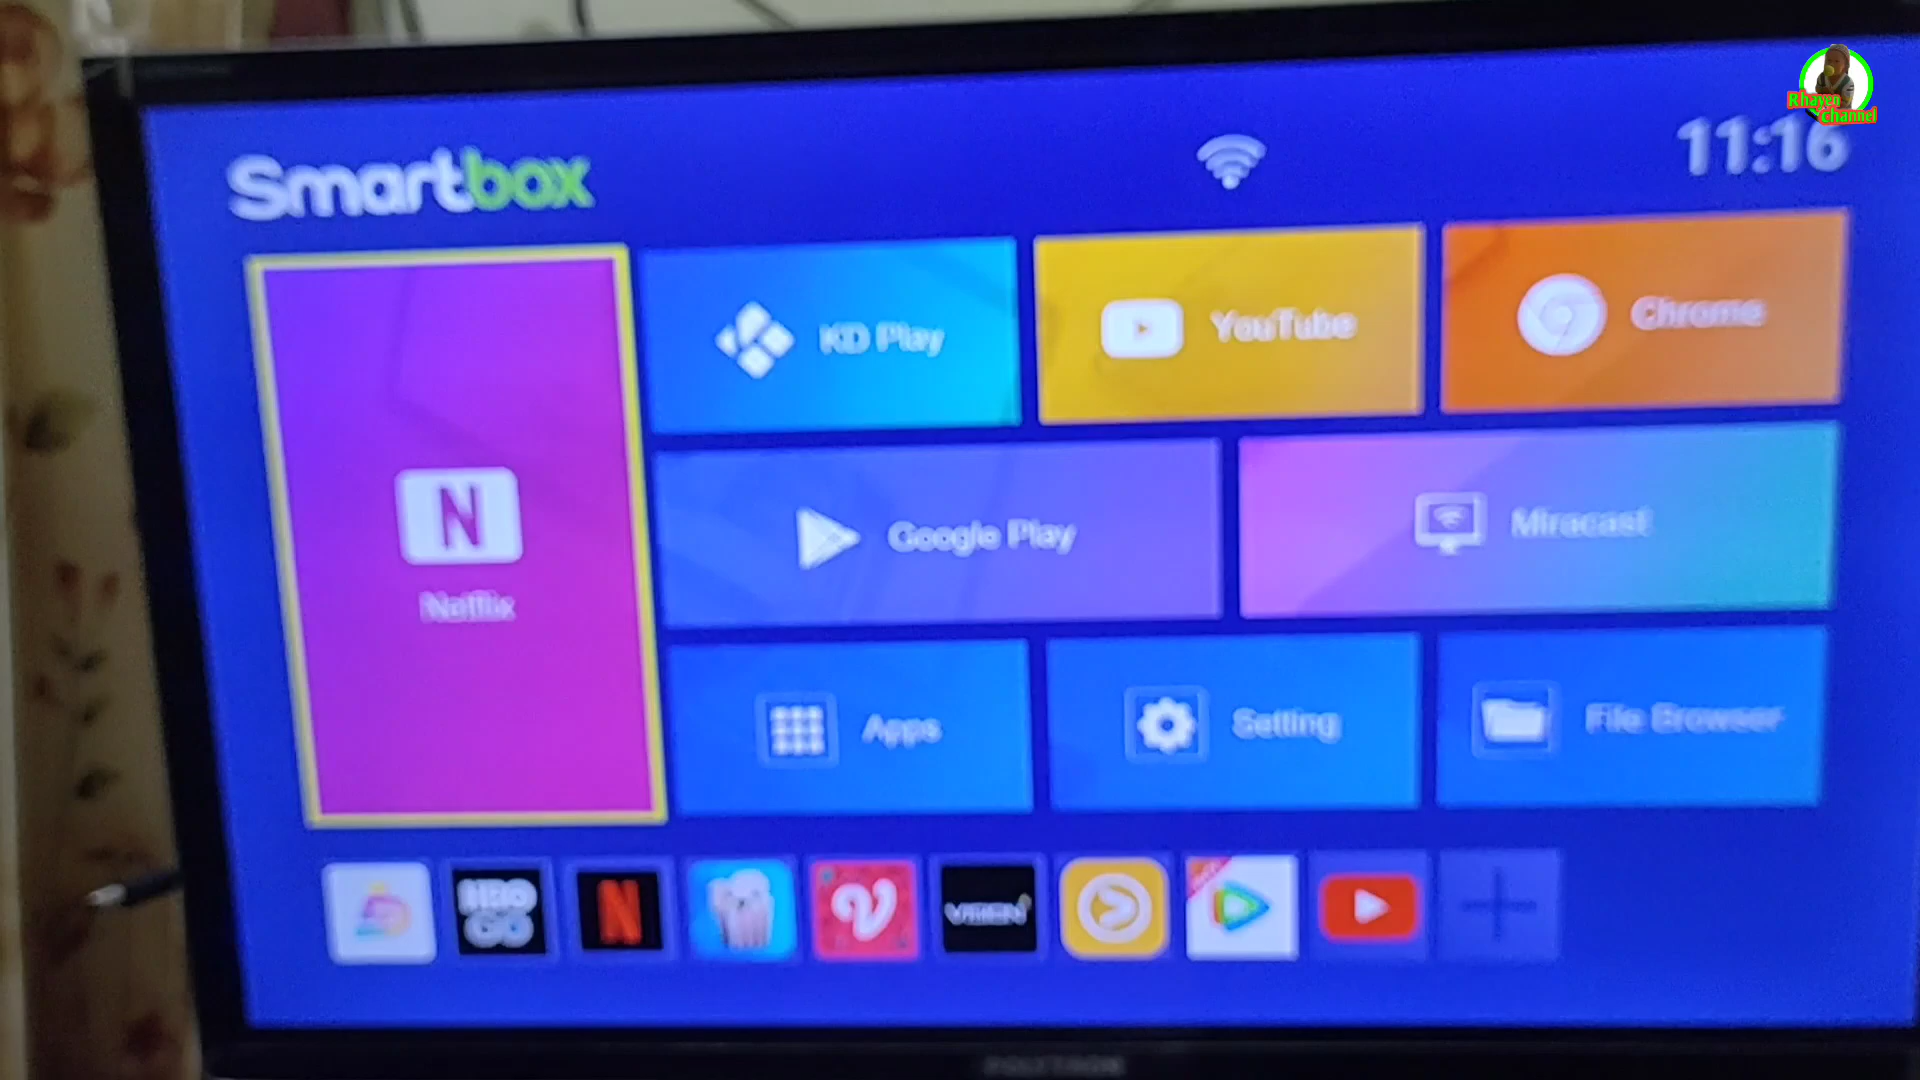 Rhayen
channel
Smartbox
11:16
KD Play
YouTube
Chrome
N
Netflix
Google Play
Miracast
Apps
Setting
File Browser
HBO
GO
N
V
POLYTRON